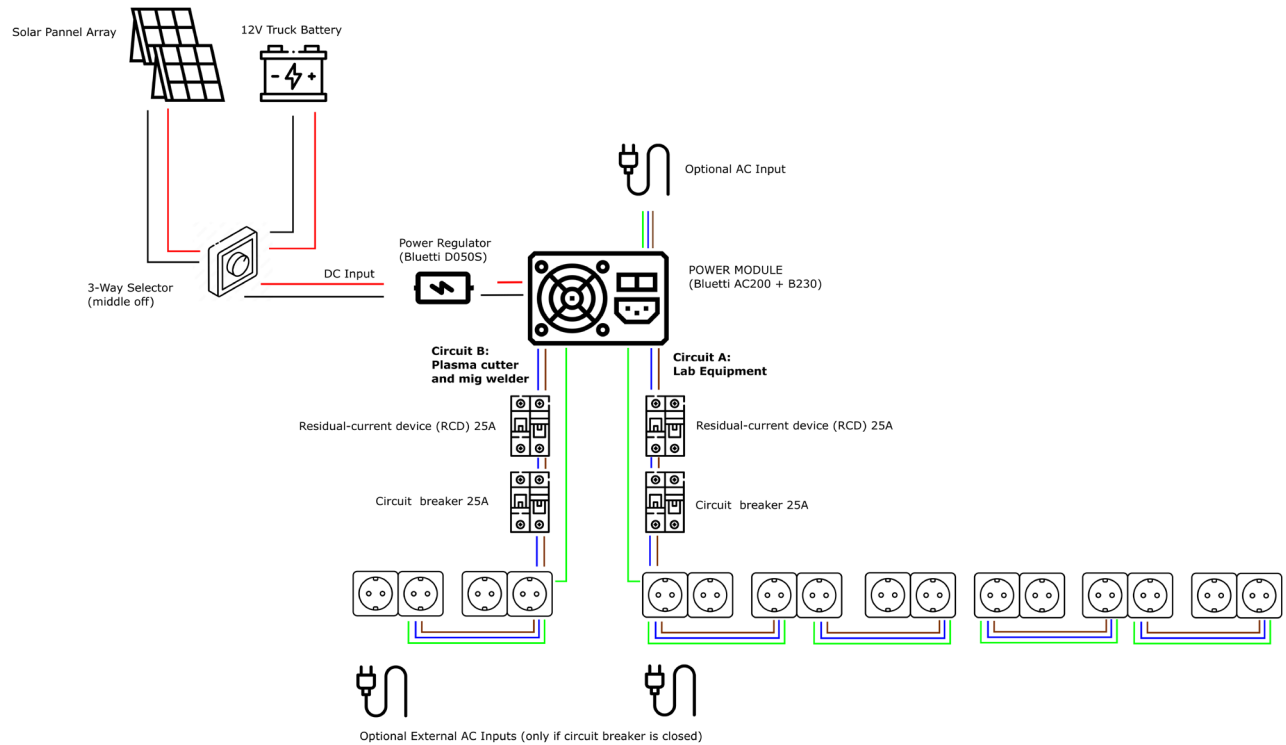 Solar Pannel Array
12V Truck Battery
Optional AC Input
Power Regulator
(Bluetti D050S)
DC Input
3-Way Selector
(middle off)
POWER MODULE
(Bluetti AC200 + B230)
Circuit B:
Plasma cutter
and mig welder
Circuit A:
Lab Equipment
Residual-current device (RCD) 25A
Residual-current device (RCD) 25A
Circuit breaker 25A
Circuit breaker 25A
Optional External AC Inputs (only if circuit breaker is closed)